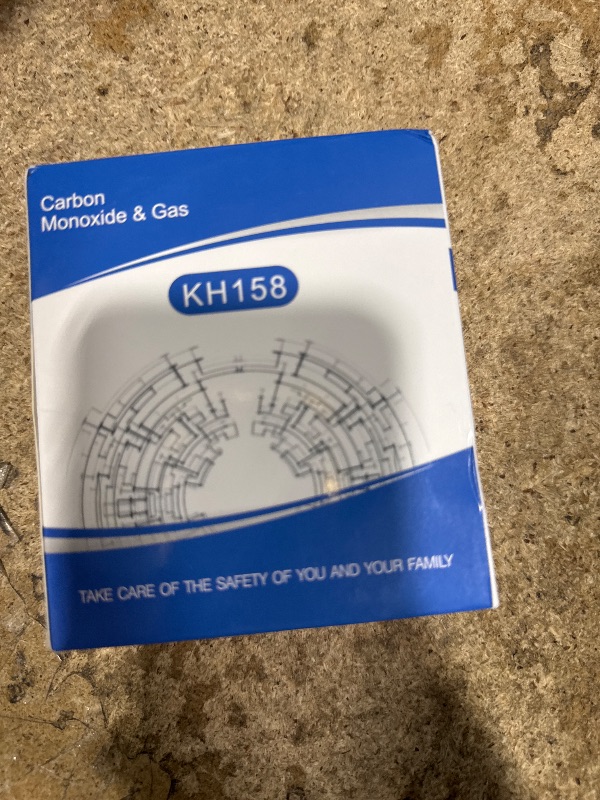 Carbon
Monoxide & Gas
KH158
TAKE CARE OF THE SAFETY OF YOU AND YOUR FAMILY